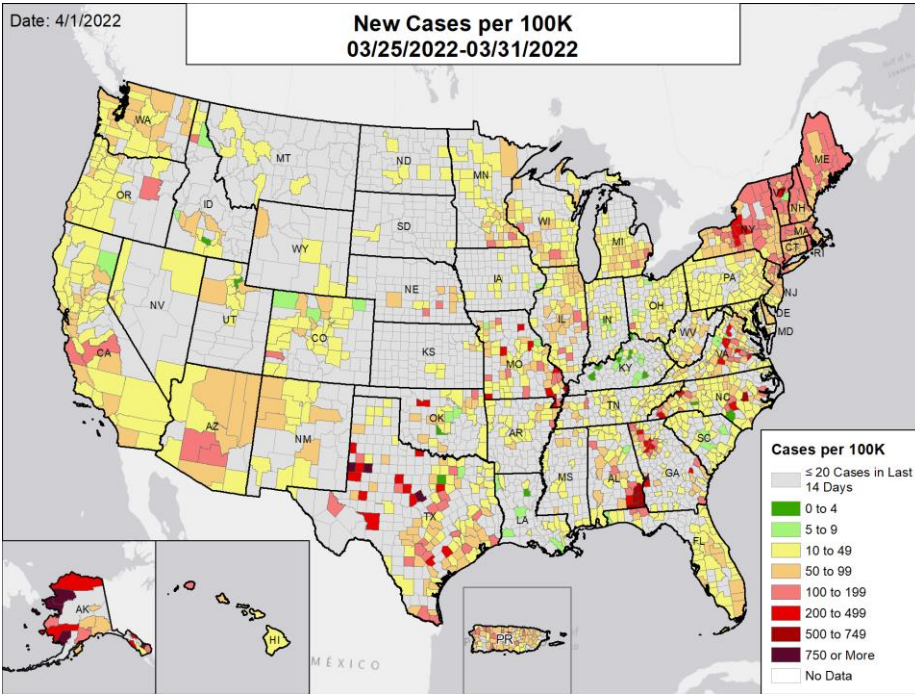 Date: 4/1/2022
New Cases per 100K
03/25/2022-03/31/2022
WA
MT
ND
MN
ME
OR
ID
WI
VT
NH
SD
WY
MI
NY
MA
CT
RI
IA
PA
NE
NJ
NV
UT
IL
IN
OH
DE
CO
WV
MD
CA
KS
MO
VA
KY
NC
TN
OK
AZ
NM
AR
SC
MS
AL
GA
TX
LA
FL
AK
HI
PR
MÉXICO
Cases per 100K
≤ 20 Cases in Last
14 Days
0 to 4
5 to 9
10 to 49
50 to 99
100 to 199
200 to 499
500 to 749
750 or More
No Data